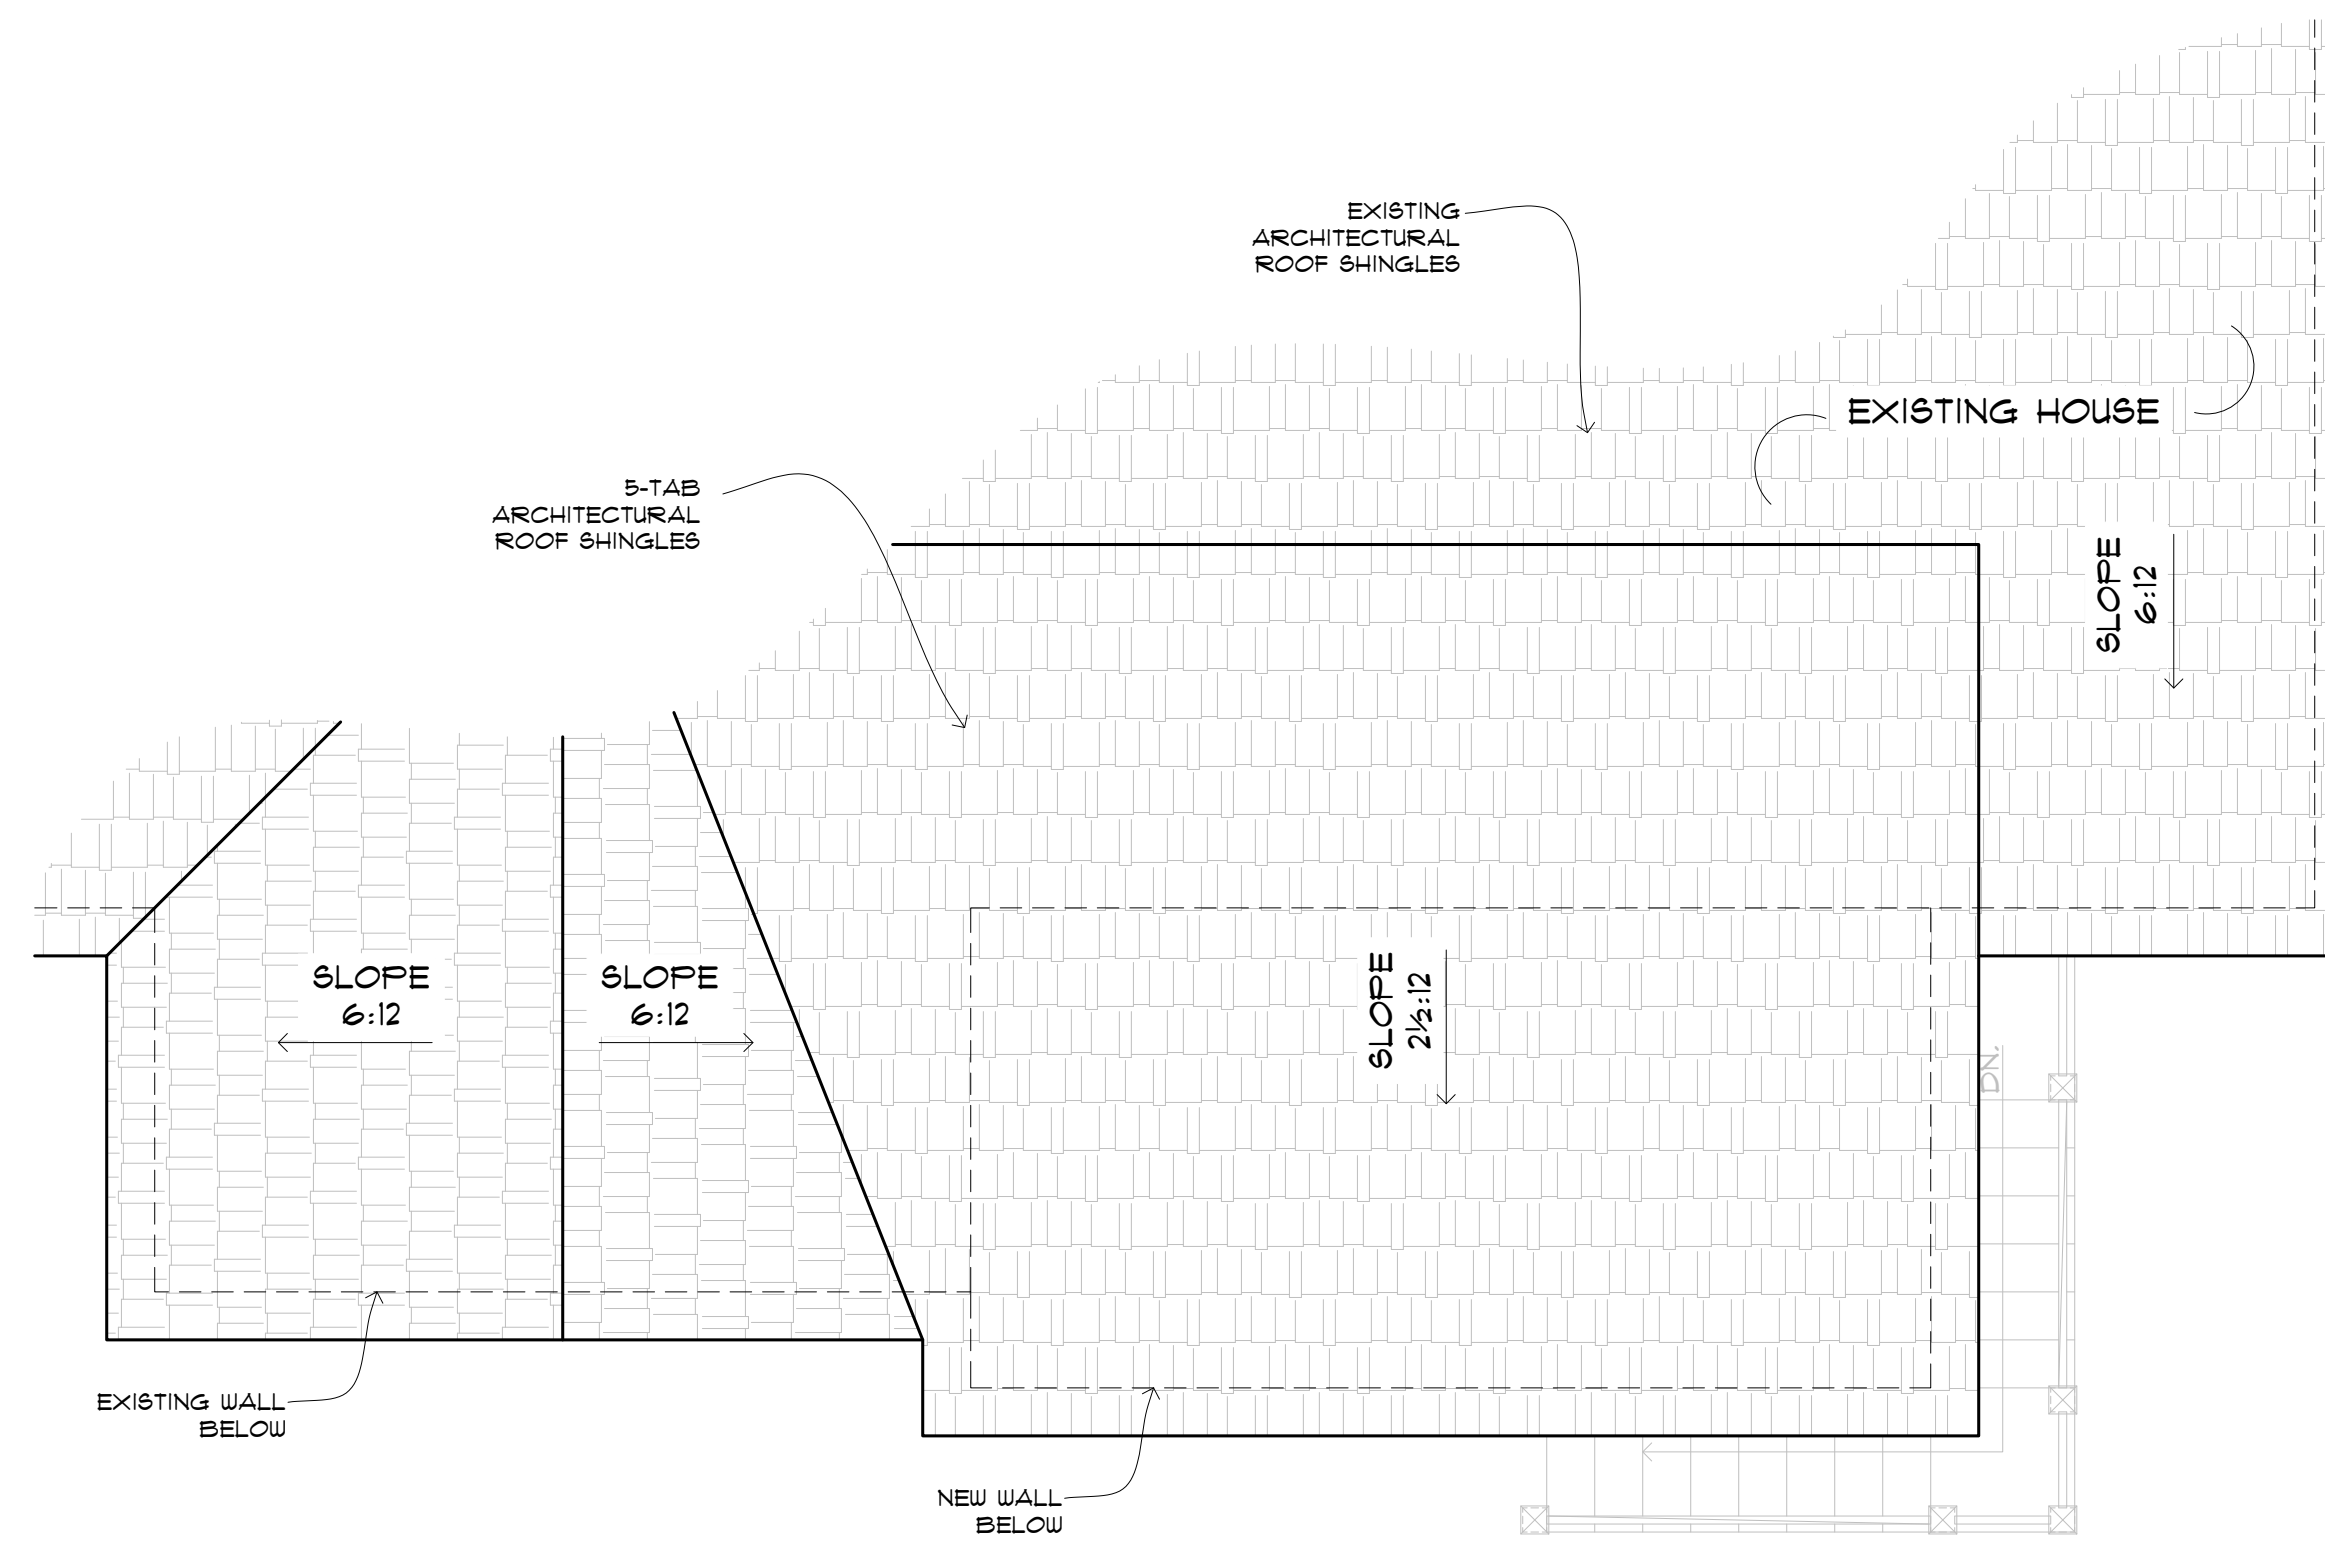 EXISTING
ARCHITECTURAL
ROOF SHINGLES
EXISTING HOUSE
5-TAB
ARCHITECTURAL
ROOF SHINGLES
SLOPE
6:12
SLOPE
6:12
SLOPE
6:12
SLOPE
2½:12
DN.
EXISTING WALL
BELOW
NEW WALL
BELOW